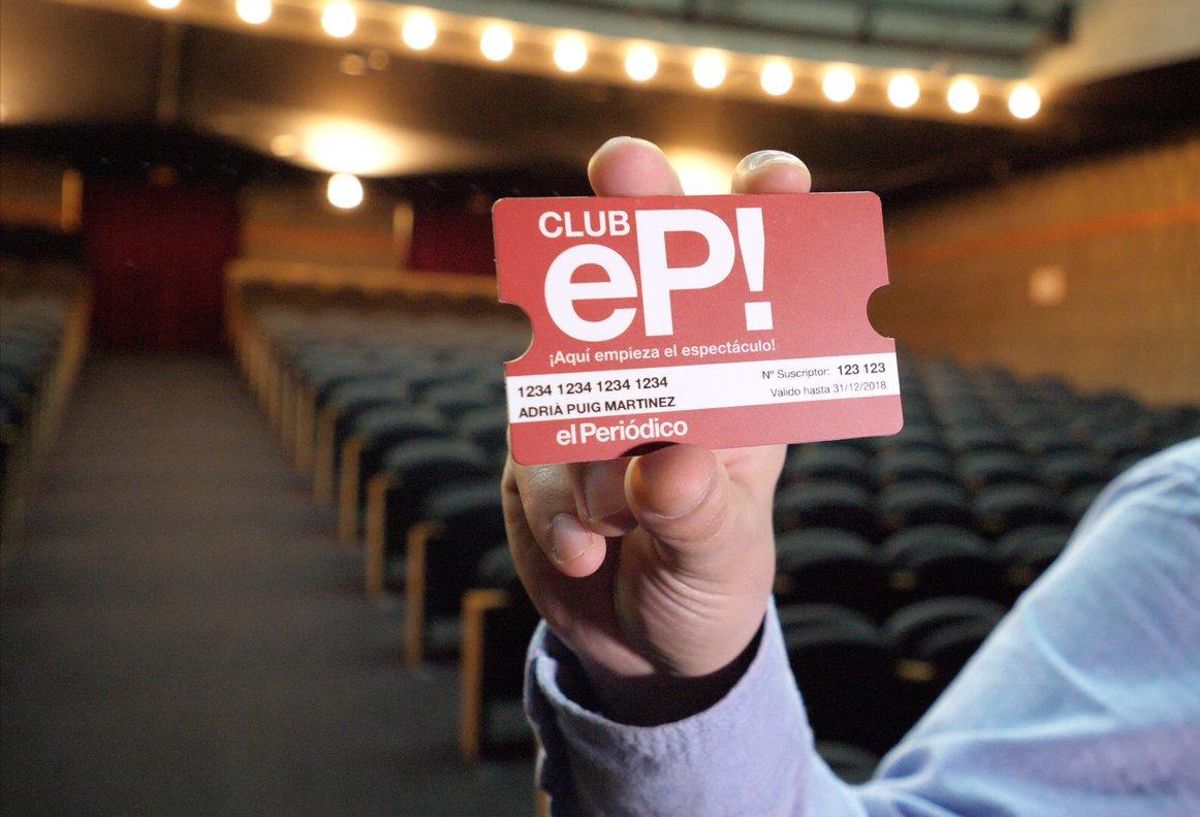 CLUB
eP!
¡Aquí empieza el espectáculo!
1234 1234 1234 1234
Nº Suscriptor: 123 123
ADRIÀ PUIG MARTINEZ
Valido hasta 31/12/2018
el Periódico